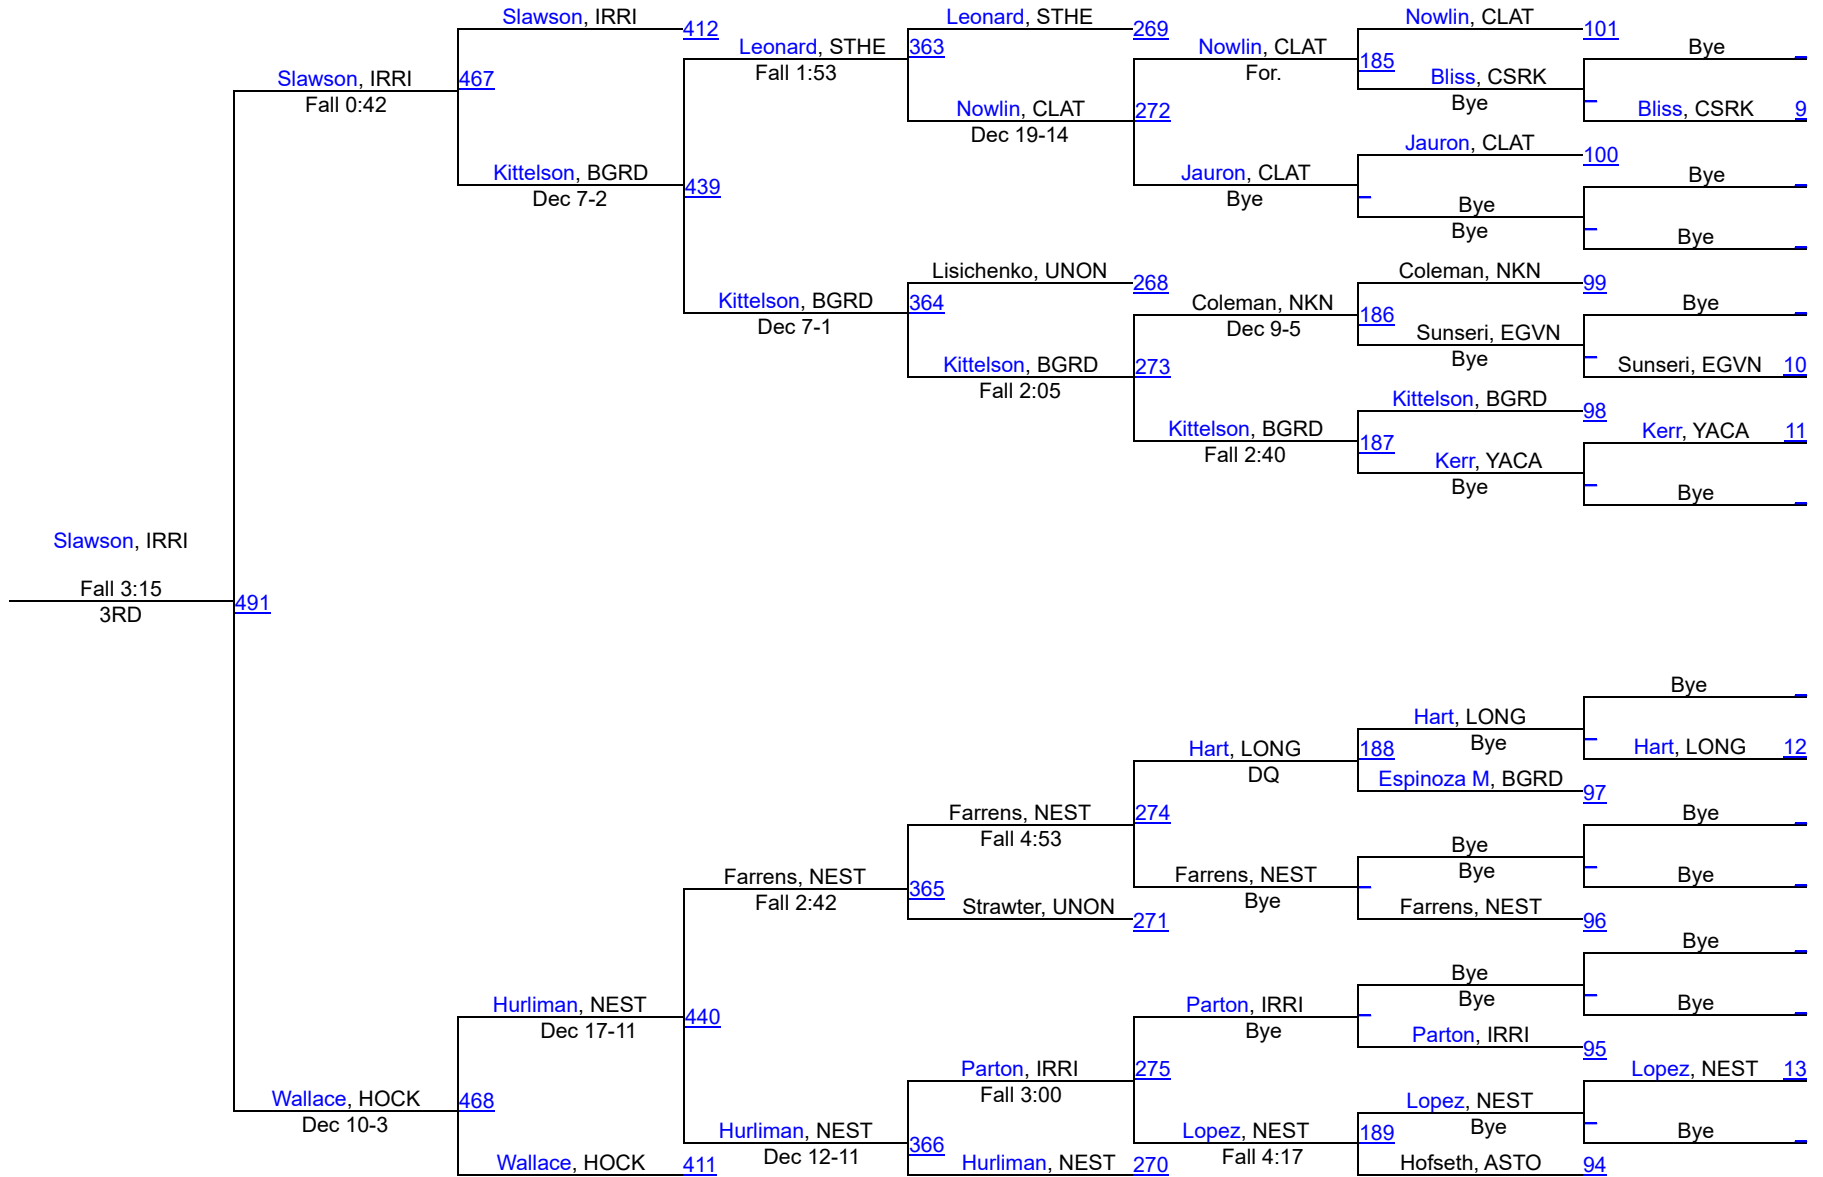 Slawson, IRRI
412
Leonard, STHE
269
Nowlin, CLAT
101
Leonard, STHE
363
Nowlin, CLAT
Bye
Fall 1:53
For.
185
Slawson, IRRI
467
Bliss, CSRK
Fall 0:42
Bye
Nowlin, CLAT
272
Bliss, CSRK
9
Dec 19-14
Jauron, CLAT
100
Kittelson, BGRD
439
Jauron, CLAT
Bye
Dec 7-2
Bye
Bye
Bye
Bye
Lisichenko, UNON
268
Coleman, NKN
99
Kittelson, BGRD
364
Coleman, NKN
Bye
Dec 7-1
Dec 9-5
186
Sunseri, EGVN
Bye
Kittelson, BGRD
273
Sunseri, EGVN
10
Fall 2:05
Kittelson, BGRD
98
Kittelson, BGRD
187
Kerr, YACA
11
Fall 2:40
Kerr, YACA
Bye
Bye
Slawson, IRRI
Fall 3:15
491
3RD
Bye
Hart, LONG
Bye
Hart, LONG
188
Hart, LONG
12
DQ
Espinoza M, BGRD
97
Farrens, NEST
274
Bye
Fall 4:53
Bye
Bye
Farrens, NEST
365
Farrens, NEST
Bye
Fall 2:42
Bye
Strawter, UNON
271
Farrens, NEST
96
Bye
Bye
Bye
Hurliman, NEST
440
Parton, IRRI
Bye
Dec 17-11
Bye
Parton, IRRI
95
Parton, IRRI
275
Lopez, NEST
13
Fall 3:00
Wallace, HOCK
468
Lopez, NEST
Dec 10-3
Bye
Hurliman, NEST
366
Lopez, NEST
189
Bye
Dec 12-11
Fall 4:17
Wallace, HOCK
411
Hurliman, NEST
270
Hofseth, ASTO
94